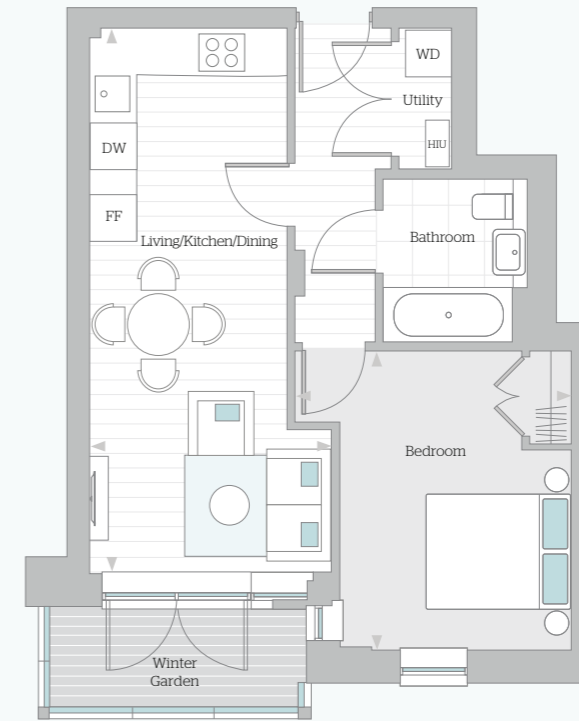 WD
Utility
DW
HIU
FF
Living/Kitchen/Dining
Bathroom
Bedroom
Winter
Garden